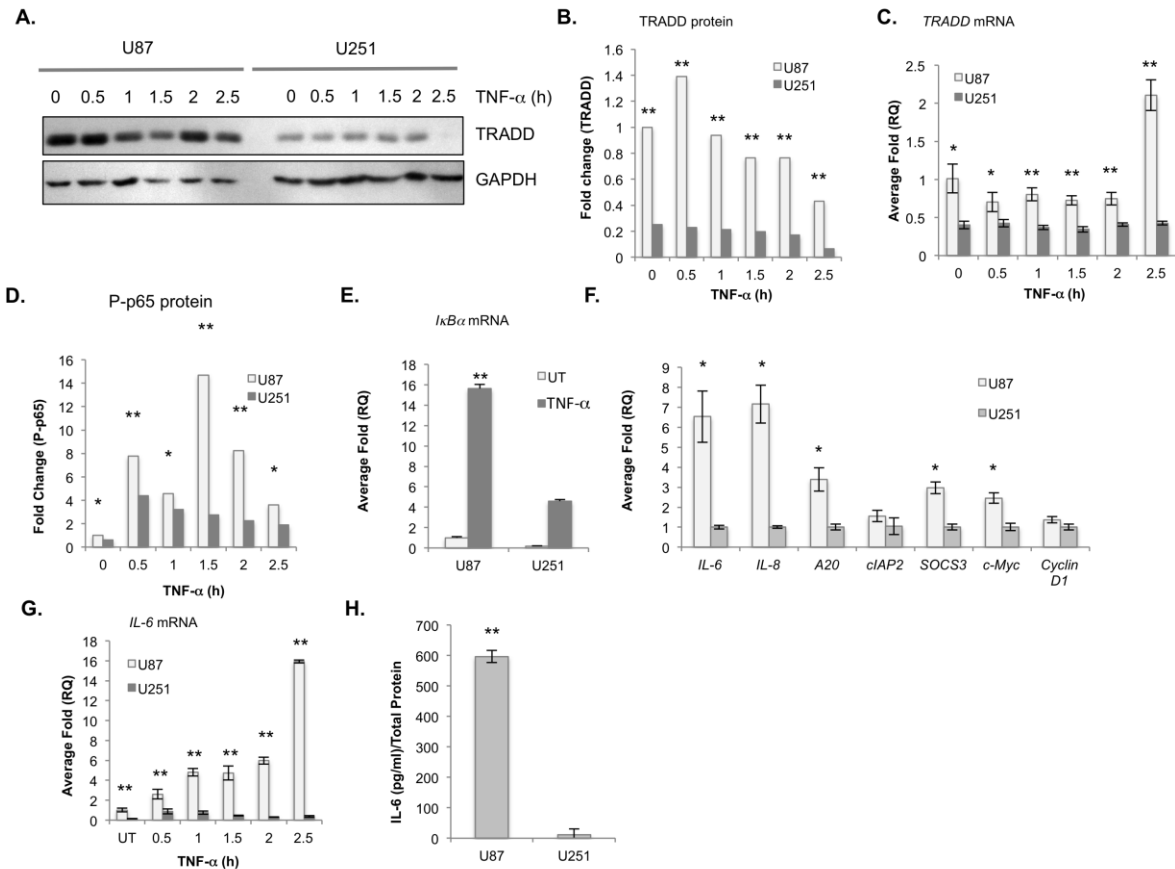 A.
U87 U251
0 0.5 1 1.5 2 2.5 0 0.5 1 1.5 2 2.5 TNF-α (h)
TRADD
GAPDH
B.
TRADD protein
Fold change (TRADD)
1.6
1.4
1.2
1
0.8
0.6
0.4
0.2
0
** ** ** ** ** **
U87
U251
0 0.5 1 1.5 2 2.5
TNF-α (h)
C.
TRADD mRNA
Average Fold (RQ)
2.5
2
1.5
1
0.5
0
* * ** ** ** **
U87
U251
0 0.5 1 1.5 2 2.5
TNF-α (h)
D.
P-p65 protein
Fold Change (P-p65)
16
14
12
10
8
6
4
2
0
* ** * ** ** *
U87
U251
0 0.5 1 1.5 2 2.5
TNF-α (h)
E.
IκBα mRNA
Average Fold (RQ)
18
16
14
12
10
8
6
4
2
0
**
UT
TNF-α
U87 U251
F.
Average Fold (RQ)
9
8
7
6
5
4
3
2
1
0
* * * * *
U87
U251
IL-6 IL-8 A20 cIAP2 SOCS3 c-Myc Cyclin
D1
G.
IL-6 mRNA
Average Fold (RQ)
18
16
14
12
10
8
6
4
2
0
** ** ** ** ** **
U87
U251
UT 0.5 1 1.5 2 2.5
TNF-α (h)
H.
IL-6 (pg/ml)/Total Protein
700
600
500
400
300
200
100
0
**
U87 U251